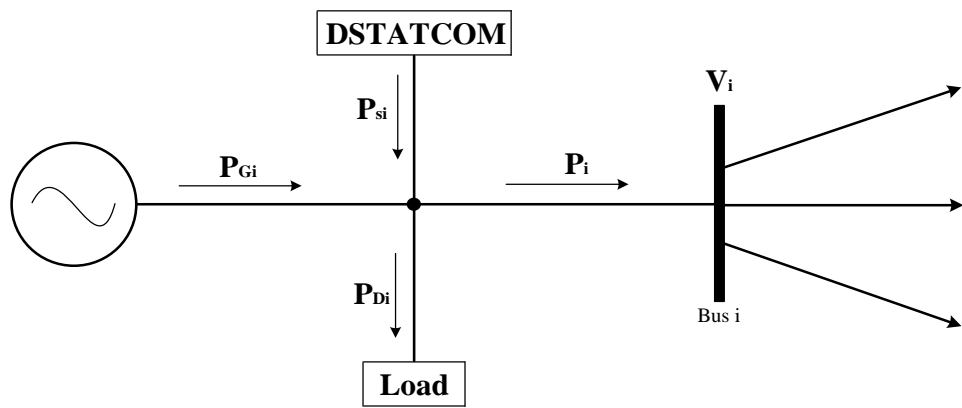 DSTATCOM
Psi
PGi
Pi
Vi
PDi
Bus i
Load